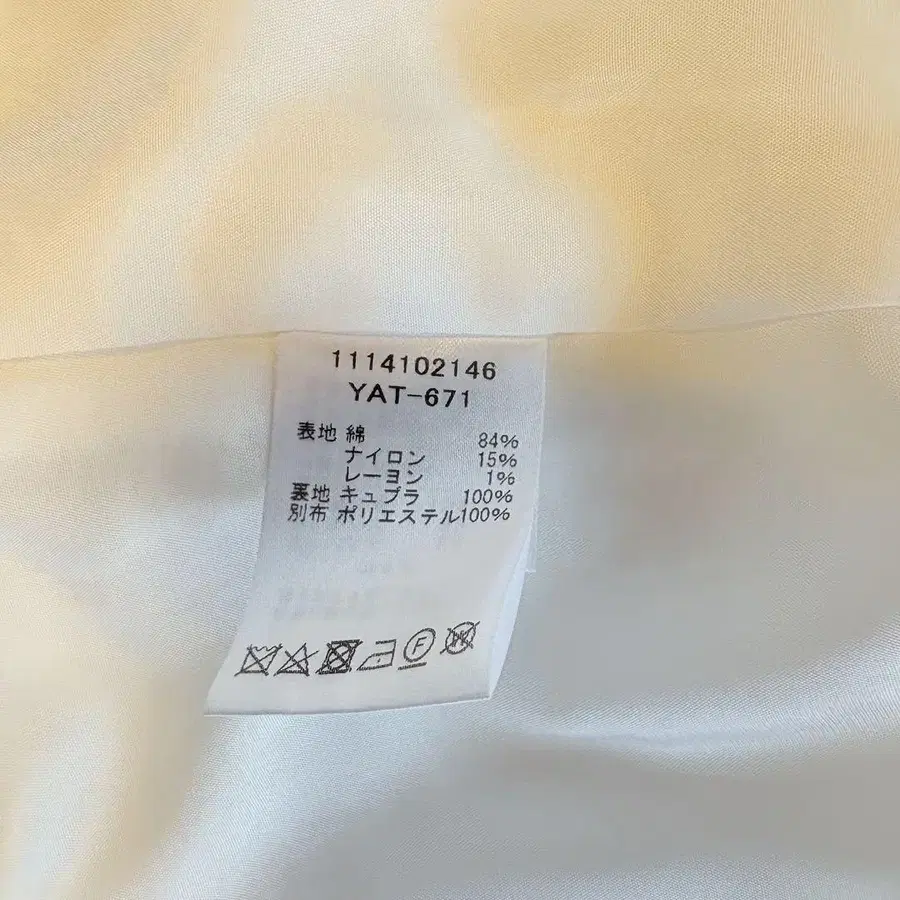 1114102146
YAT-671
表地 綿 84%
ナイロン 15%
レーヨン 1%
裏地 キュプラ 100%
別布 ポリエステル100%
F
W